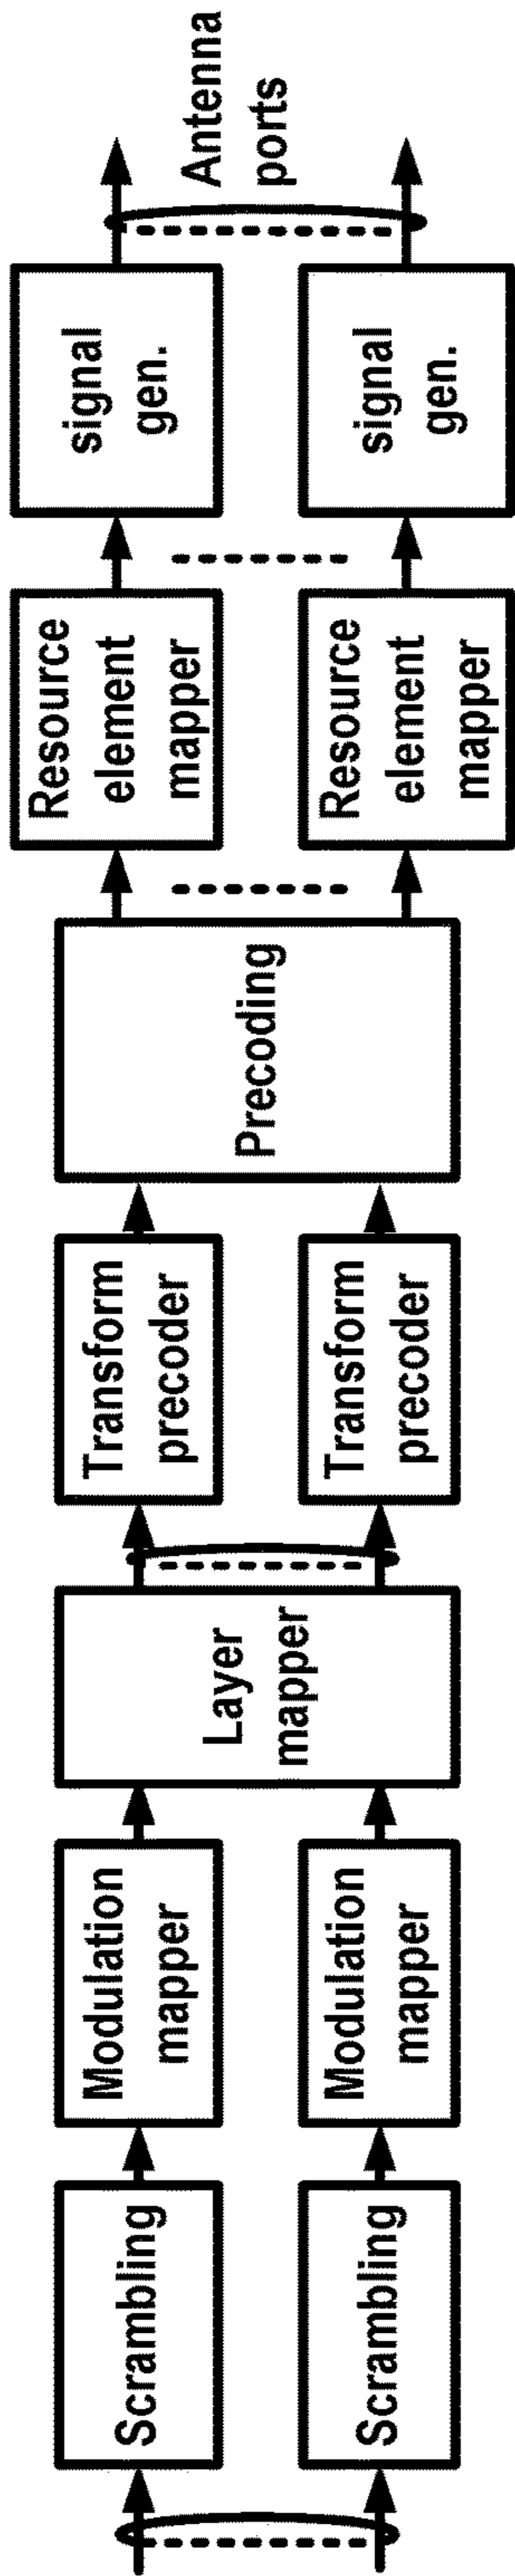 Scrambling
Scrambling
Modulation
mapper
Modulation
mapper
Layer
mapper
Transform
precoder
Transform
precoder
Precoding
Resource
element
mapper
Resource
element
mapper
signal
gen.
signal
gen.
Antenna
ports